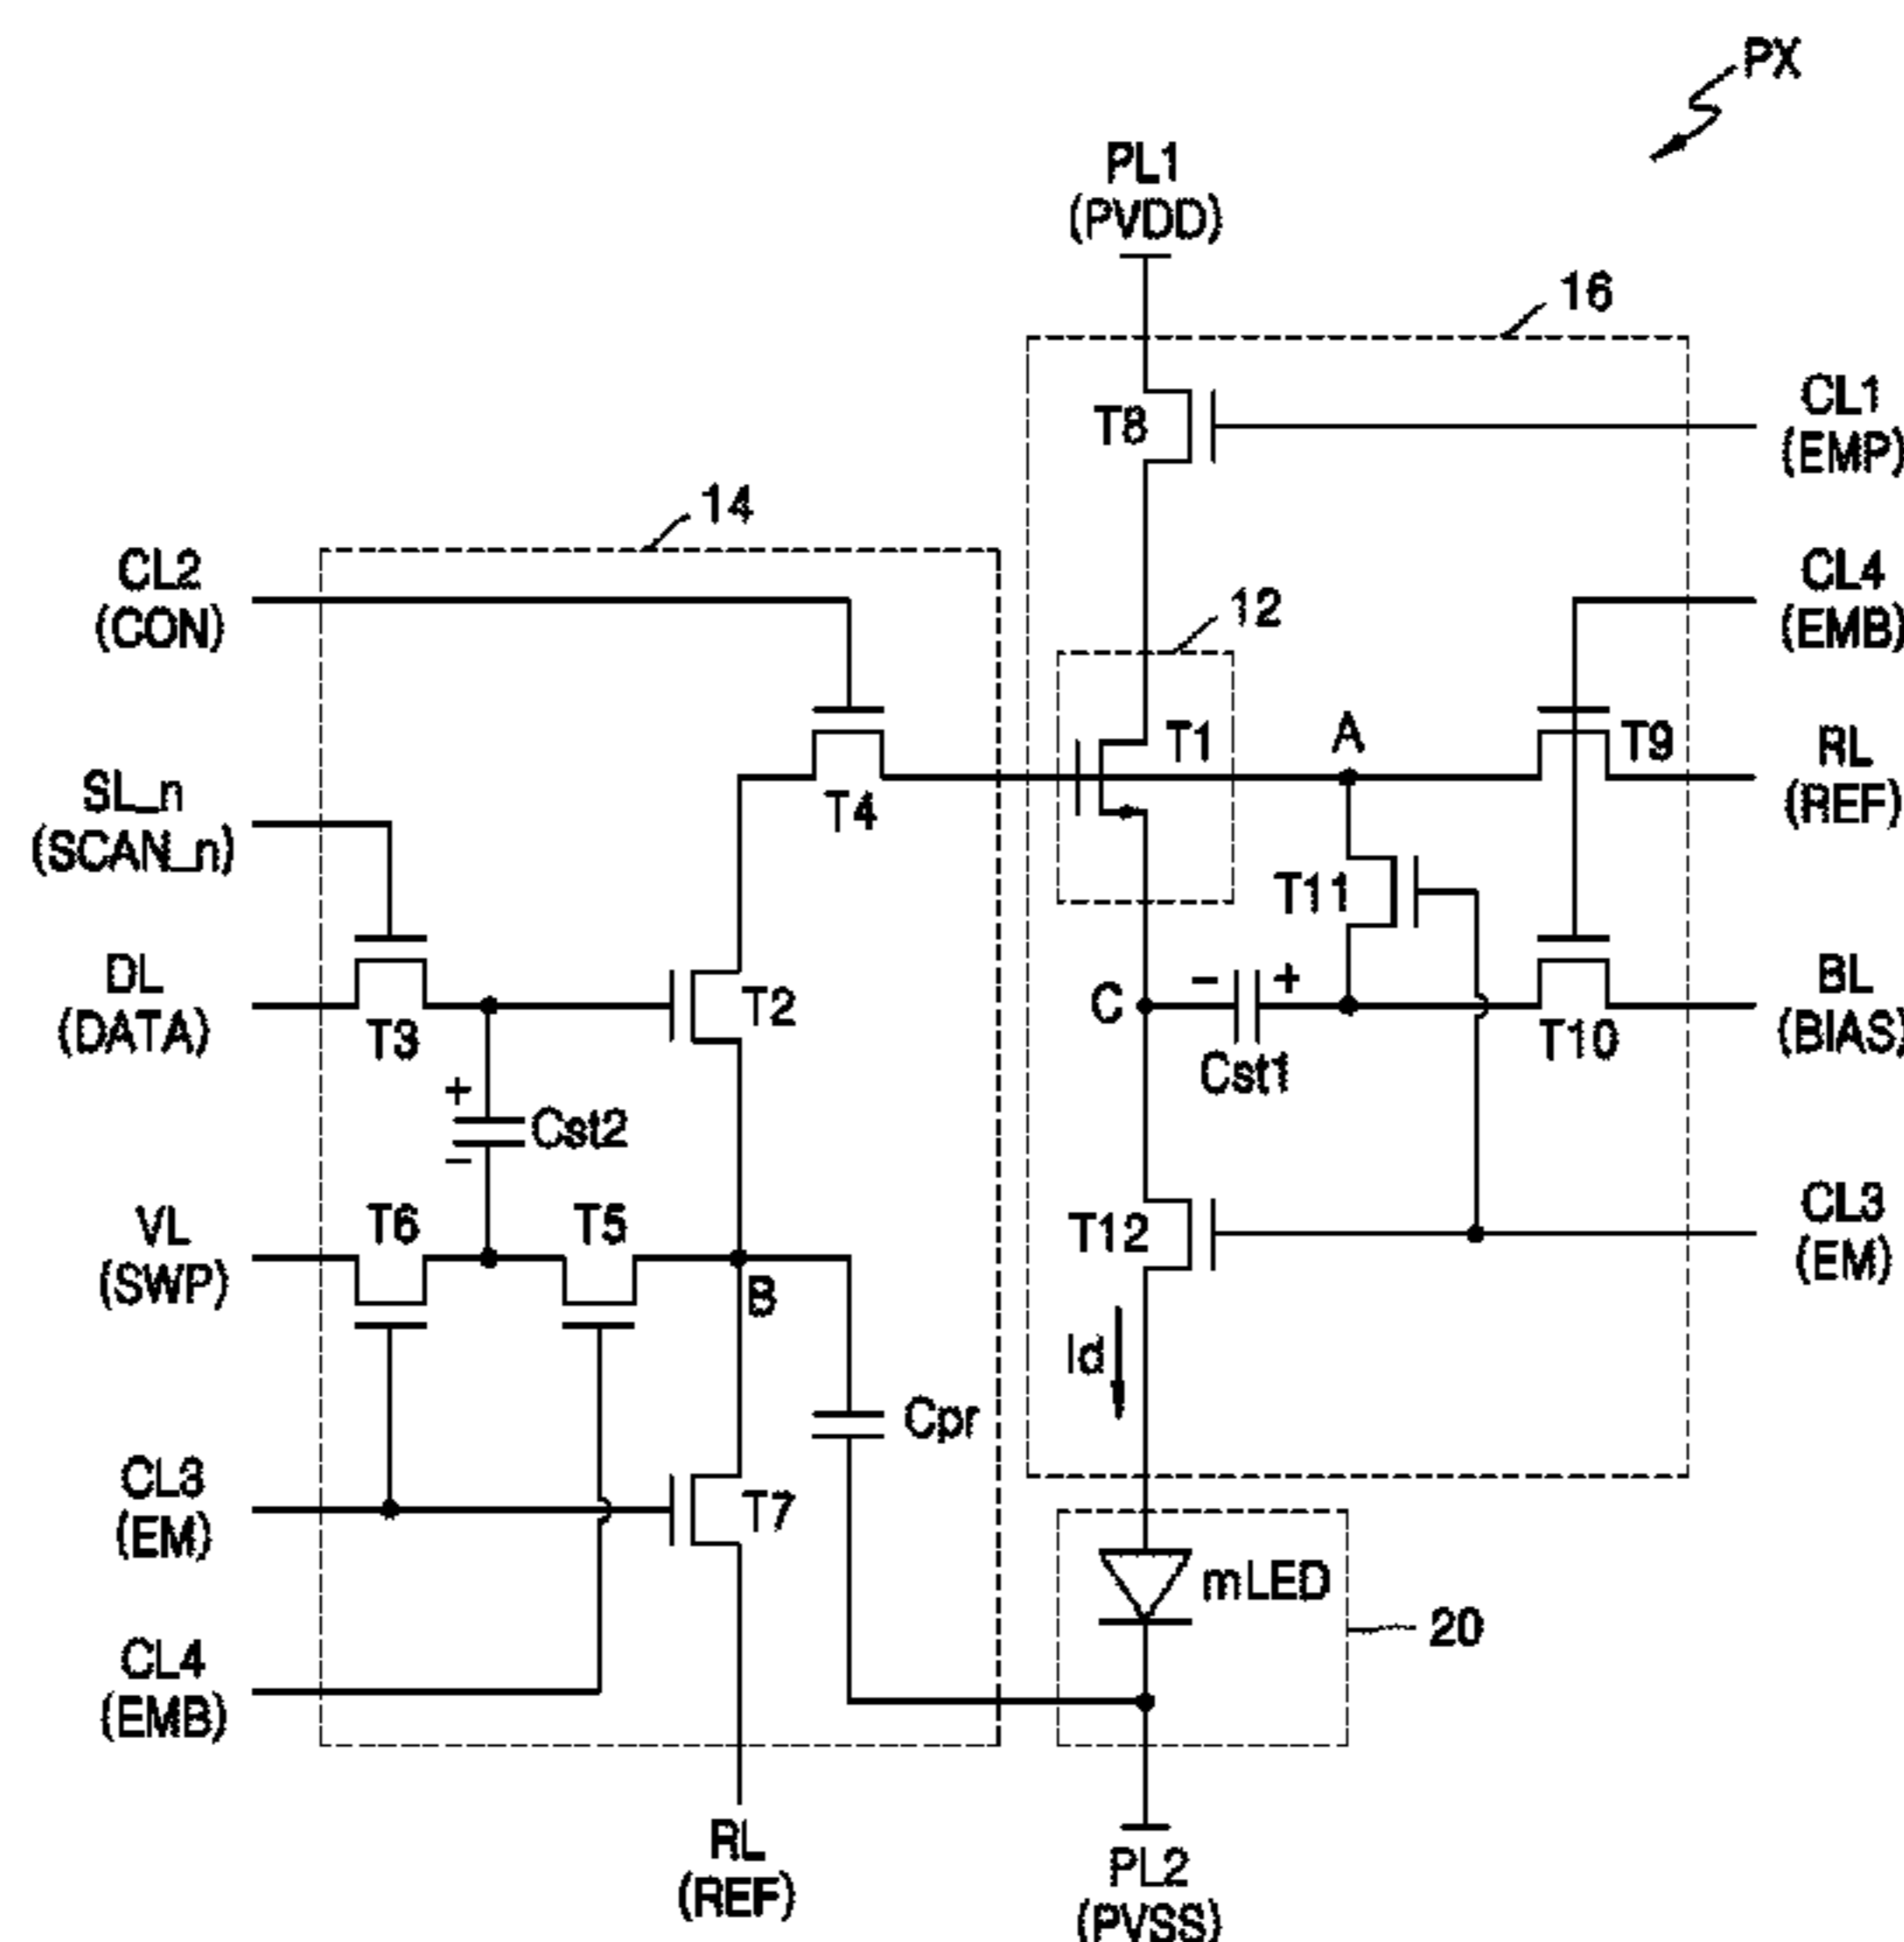 PX
PL1
(PVDD)
16
CL1
(EMP)
T8
14
CL2
(CON)
CL4
(EMB)
12
T1
A
T9
RL
(REF)
SL_n
(SCAN_n)
T4
T11
DL
(DATA)
T3
T2
C
- +
Cst1
T10
BL
(BIAS)
+
Cst2
-
VL
(SWP)
T6
T5
B
T12
CL3
(EM)
Id
Cpr
CL3
(EM)
T7
mLED
20
CL4
(EMB)
RL
(REF)
PL2
(PVSS)